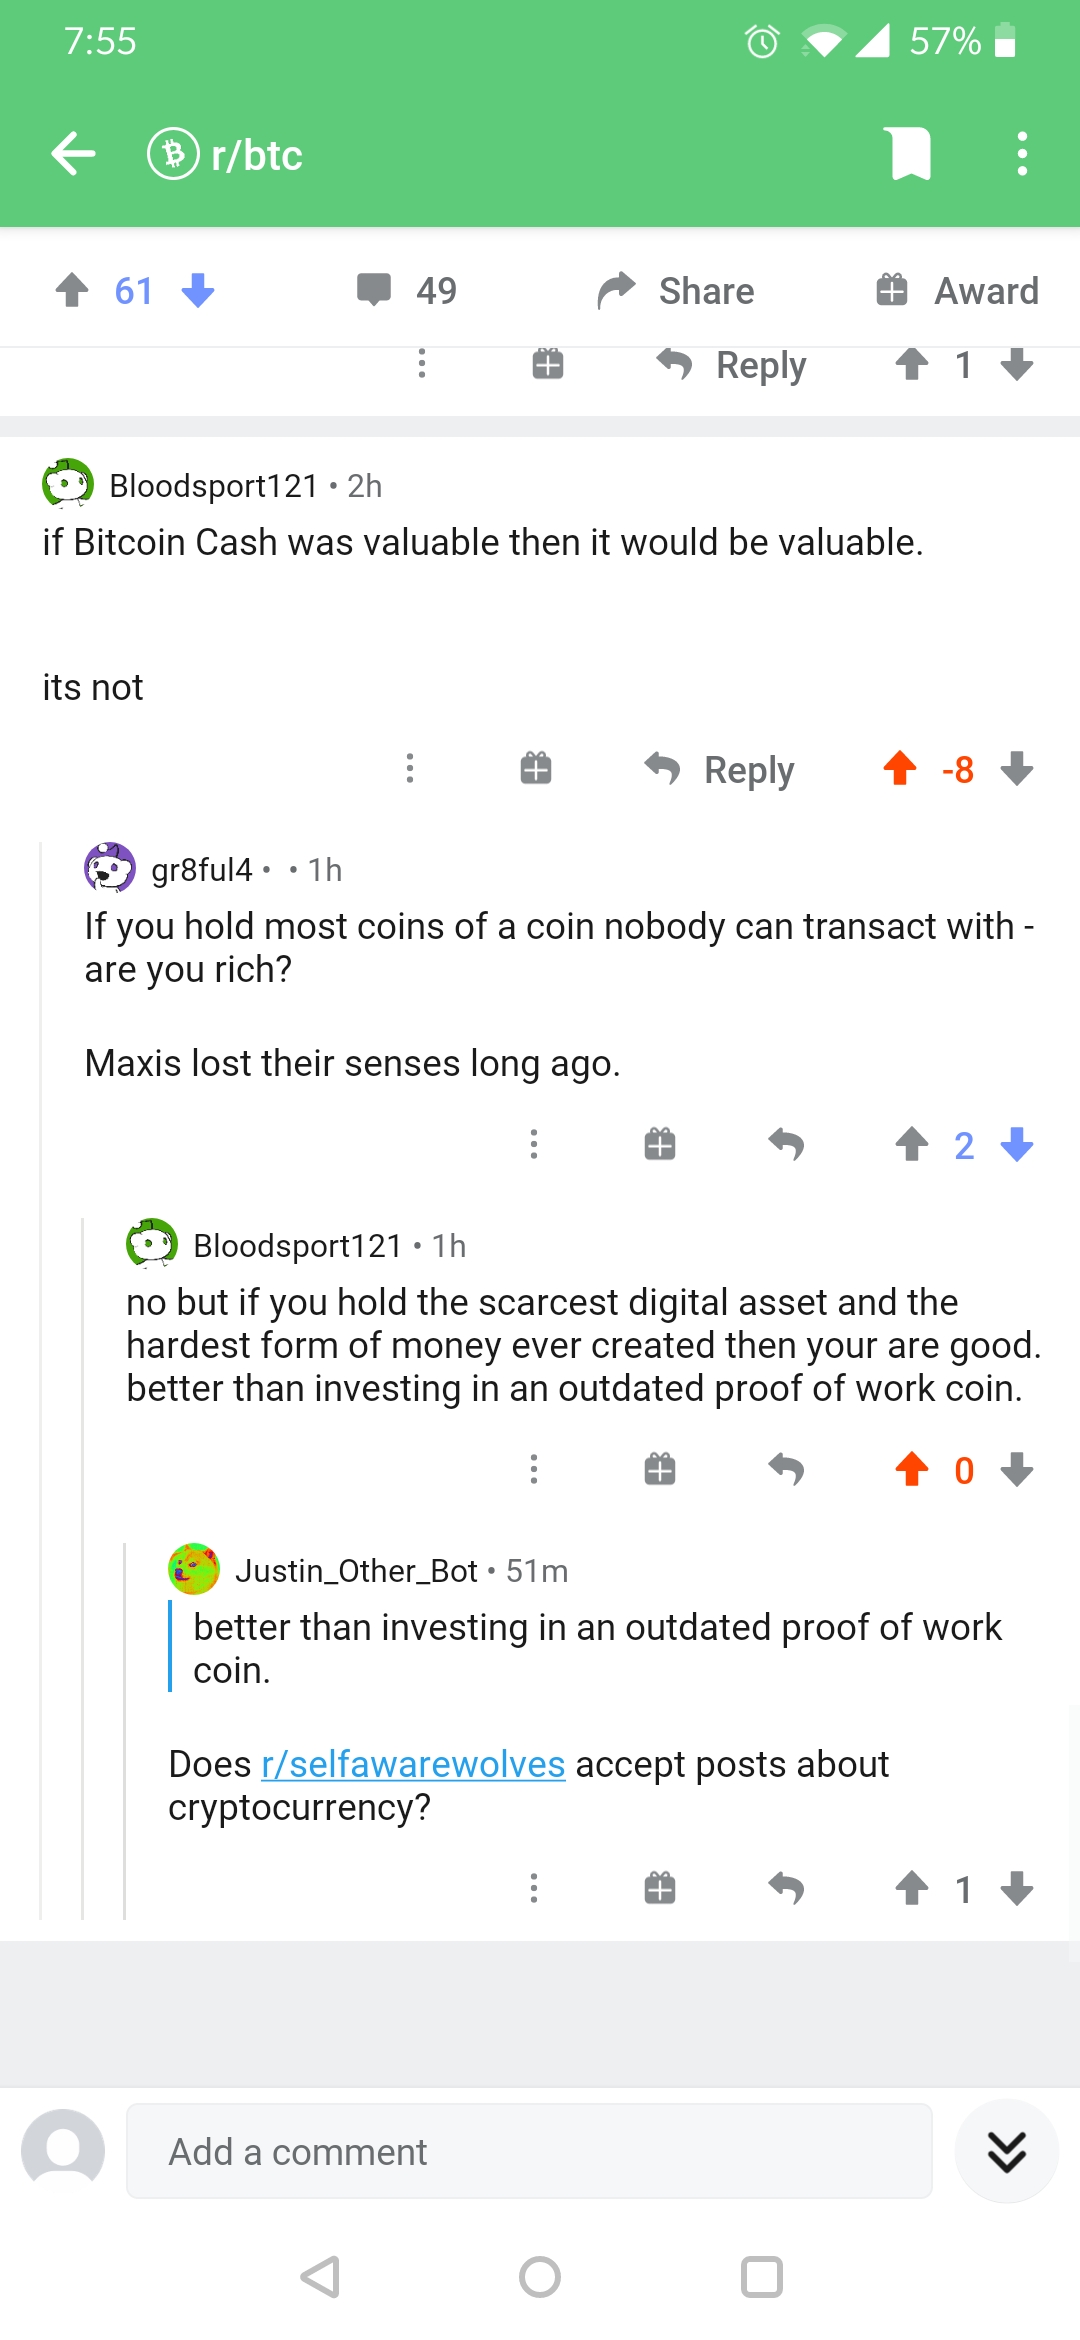 7:55
57%
r/btc
61
49
Share
Award
Reply
1
Bloodsport121 • 2h
if Bitcoin Cash was valuable then it would be valuable.
its not
Reply
-8
gr8ful4 • • 1h
If you hold most coins of a coin nobody can transact with -
are you rich?
Maxis lost their senses long ago.
2
Bloodsport121 • 1h
no but if you hold the scarcest digital asset and the
hardest form of money ever created then your are good.
better than investing in an outdated proof of work coin.
0
Justin_Other_Bot • 51m
better than investing in an outdated proof of work
coin.
Does r/selfawarewolves accept posts about
cryptocurrency?
1
Add a comment